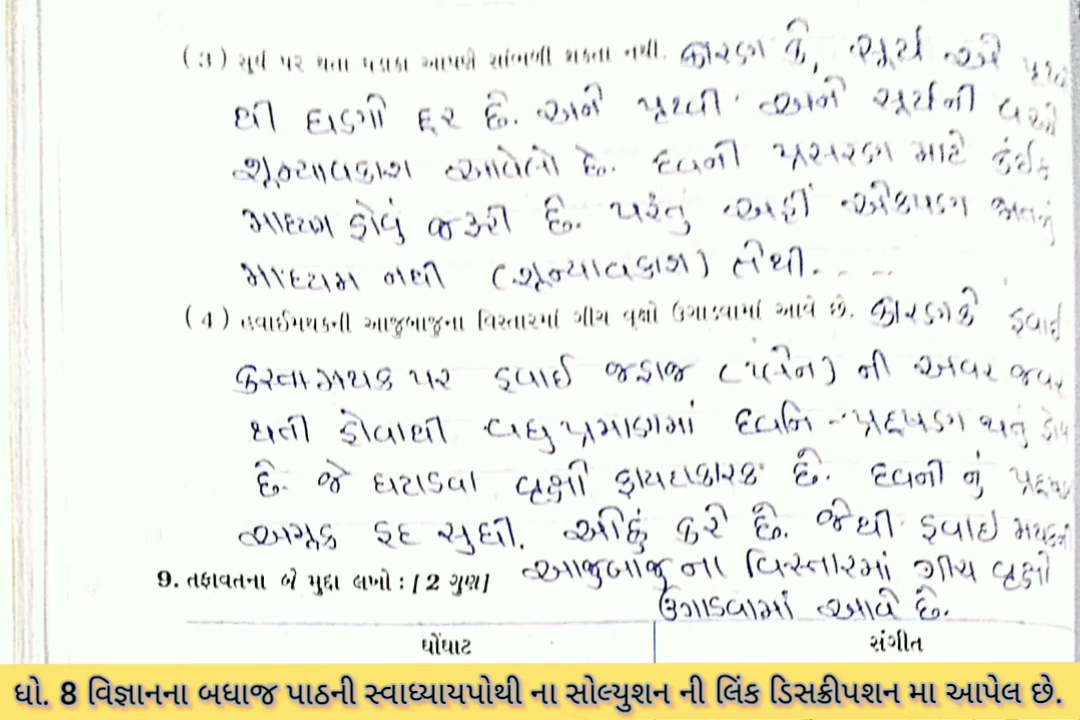 (3) સૂર્ય પર થતા ધડાકા આપણે સાંભળી શકતા નથી. કારણ કે, સૂર્ય એ પૃથ્વી
થી ઘણી દૂર છે. અને પૃથ્વી અને સૂર્યની વચ્ચે
શૂન્યાવકાશ આવેલો છે. ધ્વની પ્રસરણ માટે કંઈક
માધ્યમ હોવું જરૂરી છે. પરંતુ અહીં એકપણ જાતનું
માધ્યમ નથી (શૂન્યાવકાશ) તેથી. . ...
(4) હવાઈમથકની આજુબાજુના વિસ્તારમાં ગીચ વૃક્ષો ઉગાડવામાં આવે છે. કારણકે હવાઈ
મથક પર હવાઈ જહાજ (પ્લેન) ની અવર જવર
થતી હોવાથી વધુ પ્રમાણમાં ધ્વનિ-પ્રદૂષણ થતું હોય
છે. જે ઘટાડવા વૃક્ષો ફાયદાકારક છે. ધ્વની નું
અમૂક હદ સુધી. ઓછું કરે છે. જેથી હવાઈ મથકની
આજુબાજુ ના વિસ્તારમાં ગીચ વૃક્ષો
ઉગાડવામાં આવે છે.
9. તફાવતના બે મુદ્દા લખો : [2 ગુણ]
ઘોંઘાટ સંગીત
ધો. 8 વિજ્ઞાનના બધાજ પાઠની સ્વાધ્યાયપોથી ના સોલ્યુશન ની લિંક ડિસક્રીપશન મા આપેલ છે.